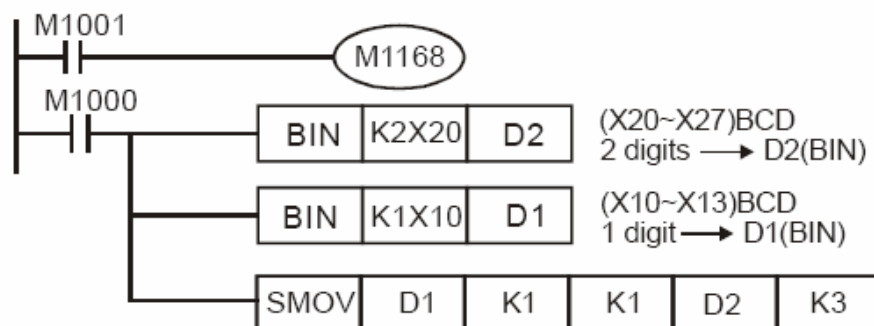 M1001
M1168
M1000
BIN K2X20 D2
(X20~X27)BCD
2 digits → D2(BIN)
BIN K1X10 D1
(X10~X13)BCD
1 digit → D1(BIN)
SMOV D1 K1 K1 D2 K3